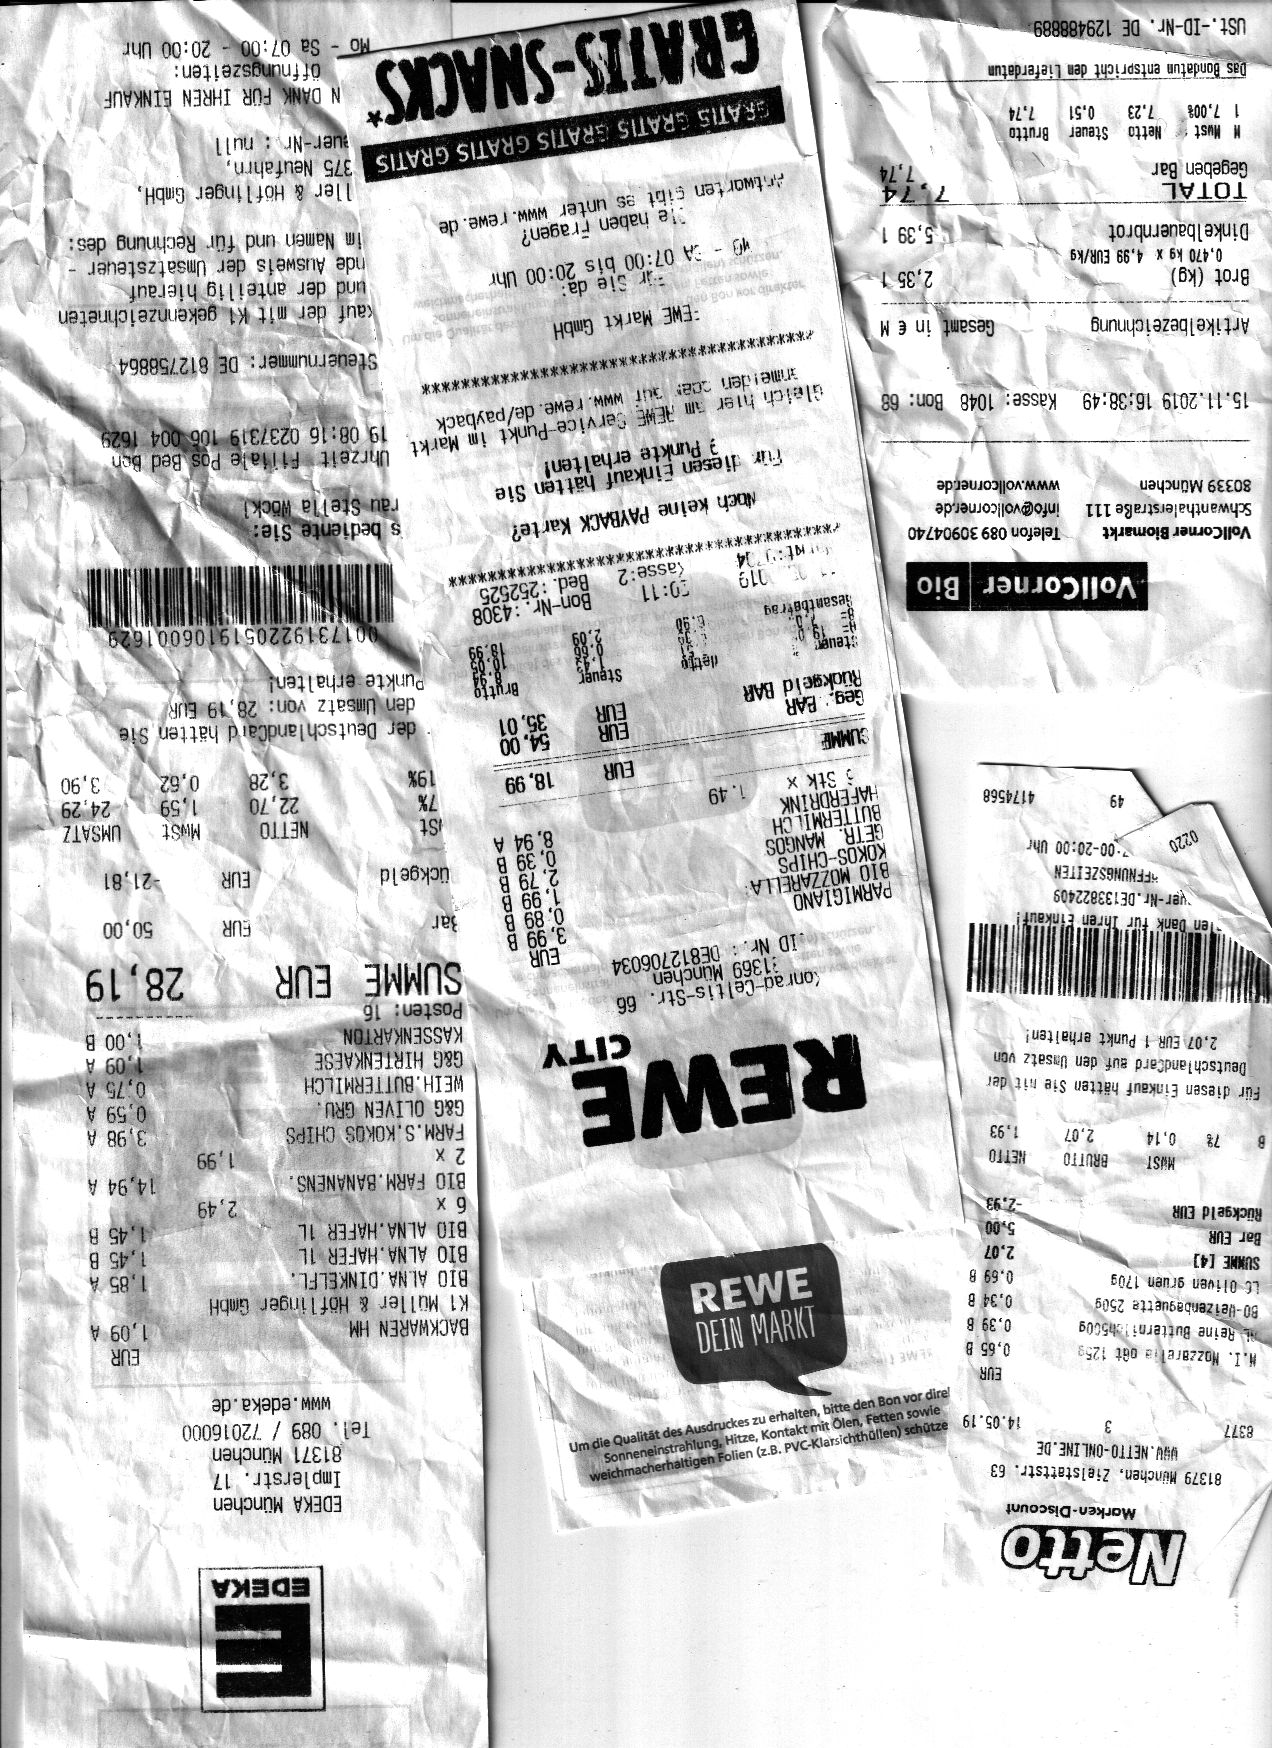 EDEKA
EDEKA München
Implerstr. 17
81371 München
Tel. 089 / 72016000
www.edeka.de
EUR
BACKWAREN HM 1,09 A
K1 Müller & Höflinger GmbH
BIO ALNA.DINKELFL. 1,85 A
BIO ALNA.HAFER 1L 1,45 B
BIO ALNA.HAFER 1L 1,45 B
6 x 2,49
BIO FARM.BANANENS. 14,94 A
2 x 1,99
FARM.S.KOKOS CHIPS 3,98 A
G&G OLIVEN GRÜ. 0,59 A
WEIH.BUTTERMILCH 0,75 A
G&G HIRTENKAESE 1,09 A
KASSENKARTON 1,00 B
----------
Posten: 16
SUMME EUR 28,19
Bar EUR 50,00
ückgeld EUR -21,81
wSt NETTO MWSt UMSATZ
7% 22,70 1,59 24,29
19% 3,28 0,62 3,90
der DeutschlandCard hätten Sie
den Umsatz von: 28,19 EUR
Punkte erhalten!
00173192205191060001629
s bediente Sie:
rau Stella Möckl
Uhrzeit Filiale Pos Bed Bon
19 08:16 0237319 106 004 1629
Steuernummer: DE 812758864
kauf der mit K1 gekennzeichneten
und der anteilig hierauf
nde Ausweis der Umsatzsteuer -
im Namen und für Rechnung des:
ller & Höflinger GmbH,
375 Neufahrn,
euer-Nr : null
N DANK FÜR IHREN EINKAUF
Öffnungszeiten:
Mo - Sa 07:00 - 20:00 Uhr
Um die Qualität des Ausdruckes zu erhalten, bitte den Bon vor dire
Sonneneinstrahlung, Hitze, Kontakt mit Ölen, Fetten sowie
weichmacherhaltigen Folien (z.B. PVC-Klarsichthüllen) schütze
REWE
DEIN MARKT
REWE
CITY
Konrad-Celtis-Str. 66
81369 München
ID Nr.: DE812706034
EUR
PARMIGIANO 3,99 B
BIO MOZZARELLA 0,89 B
KOKOS-CHIPS 1,99 B
GETR. MANGOS 2,79 B
BUTTERMILCH 0,39 B
HAFERDRINK 8,94 A
Stk x 1,49
SUMME EUR 18,99
Geg. BAR EUR 54,00
Rückgeld BAR EUR 35,01
Steuer % Netto Steuer Brutto
Gesamtbetrag 18,99
Bon-Nr.:4308
Kasse:2 Bed.:252525
****************************************
Noch keine PAYBACK Karte?
Für diesen Einkauf hätten Sie
Punkte erhalten!
Gleich hier am REWE Service-Punkt im Markt
anmelden oder auf www.rewe.de/payback
****************************************
REWE Markt GmbH
Für Sie da:
MO - SA 07:00 bis 20:00 Uhr
Sie haben Fragen?
Antworten gibt es unter www.rewe.de
GRATIS GRATIS GRATIS GRATIS GRATIS
GRATIS-SNACKS*
VollCorner Bio
VollCorner Biomarkt Telefon 089 30904740
Schwanthalerstraße 111 info@vollcorner.de
80339 München www.vollcorner.de
15.11.2019 16:38:49 Kasse: 1048 Bon: 68
Artikelbezeichnung Gesamt in € M
Brot (kg) 2,35 1
0,470 kg x 4,99 EUR/kg
Dinkelbauernbrot 5,39 1
TOTAL 7,74
Gegeben Bar 7,74
M Mwst Netto Steuer Brutto
1 7,00% 7,23 0,51 7,74
Das Bondatum entspricht dem Lieferdatum
USt.-ID-Nr. DE 129488889
Netto
Marken-Discount
81379 München, Zielstattstr. 63
WWW.NETTO-ONLINE.DE
8377 3 14.05.19
EUR
M.I. Mozzarella 0,65 B
Reine Buttermilch500g 0,39 B
BO-Weizenbaguette 250g 0,34 B
LC Oliven gruen 170g 0,69 B
SUMME [4] 2,07
Bar EUR 5,00
Rückgeld EUR -2,93
MWST BRUTTO NETTO
B 7% 0,14 2,07 1,93
Für diesen Einkauf hätten Sie mit der
DeutschlandCard auf den Umsatz von
2,07 EUR 1 Punkt erhalten!
len Dank für Ihren Einkauf!
er-Nr.DE133822409
FFNUNGSZEITEN
7:00-20:00 Uhr
0220
49 4174568